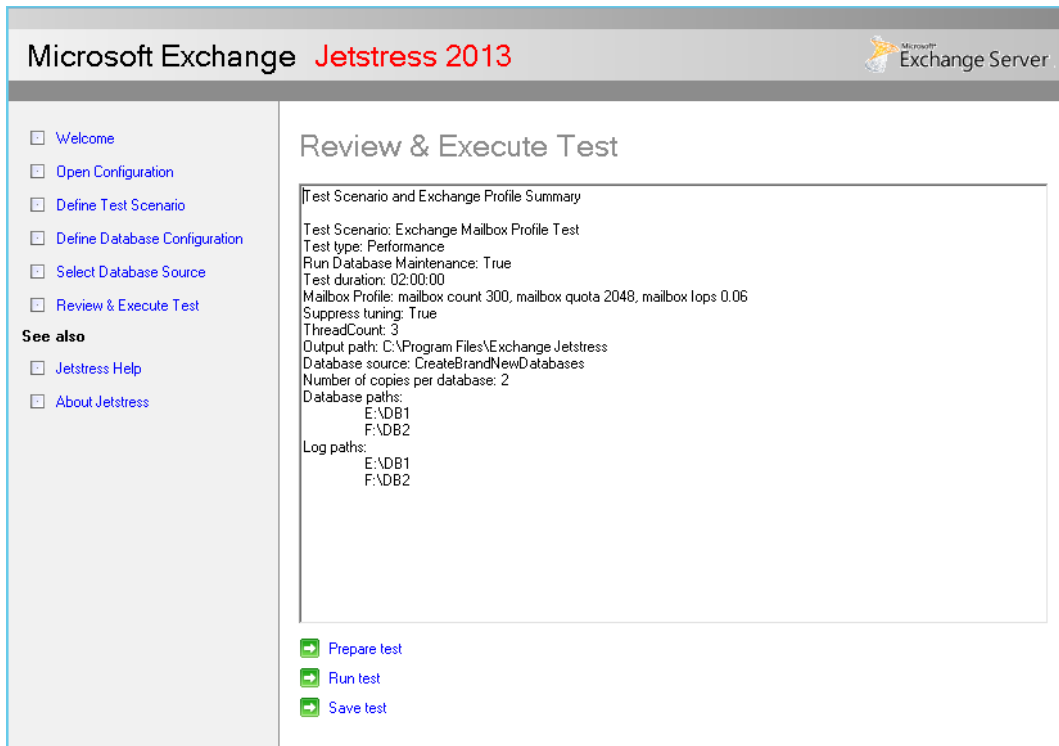 Microsoft Exchange Jetstress 2013
Microsoft
Exchange Server
Welcome
Open Configuration
Define Test Scenario
Define Database Configuration
Select Database Source
Review & Execute Test
See also
Jetstress Help
About Jetstress
Review & Execute Test
Test Scenario and Exchange Profile Summary
Test Scenario: Exchange Mailbox Profile Test
Test type: Performance
Run Database Maintenance: True
Test duration: 02:00:00
Mailbox Profile: mailbox count 300, mailbox quota 2048, mailbox Iops 0.06
Suppress tuning: True
ThreadCount: 3
Output path: C:\Program Files\Exchange Jetstress
Database source: CreateBrandNewDatabases
Number of copies per database: 2
Database paths:
E:\DB1
F:\DB2
Log paths:
E:\DB1
F:\DB2
Prepare test
Run test
Save test